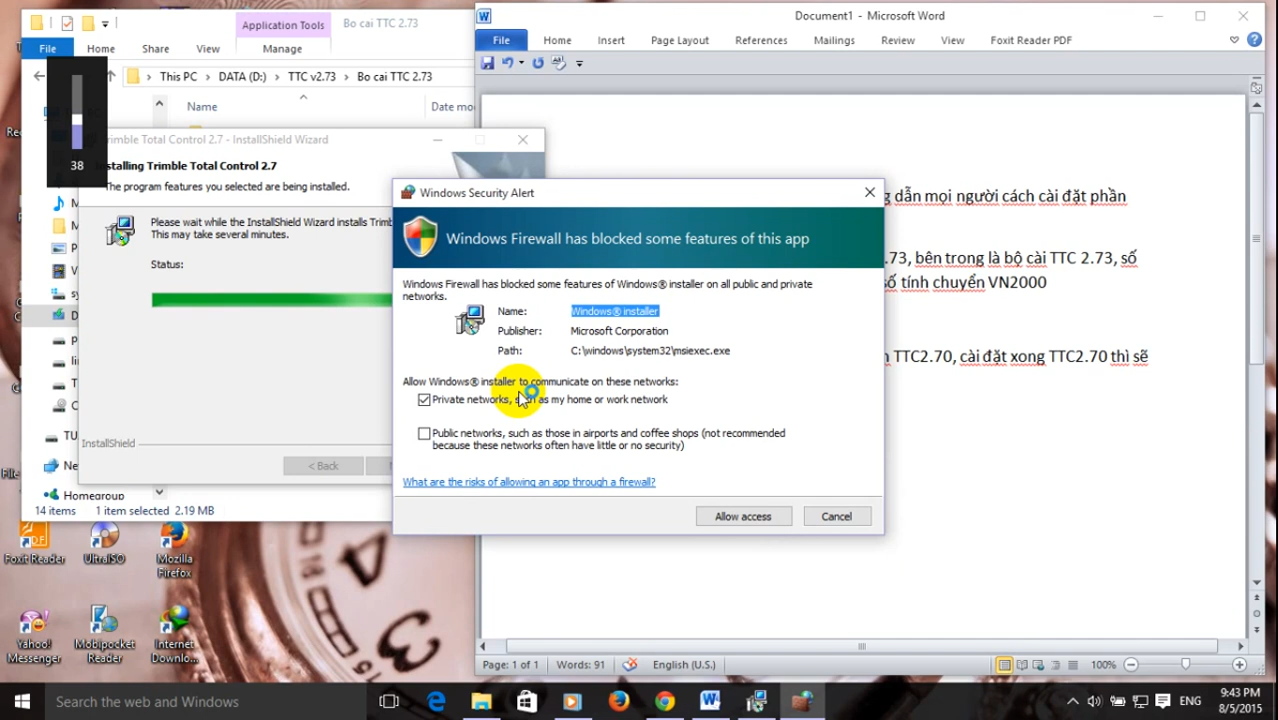 Application Tools
Bo cai TTC 2.73
File
Home
Share
View
Manage
This PC
DATA (D:)
TTC v2.73
Bo cai TTC 2.73
Name
38
Trimble Total Control 2.7 - InstallShield Wizard
Installing Trimble Total Control 2.7
The program features you selected are being installed.
Please wait while the InstallShield Wizard installs
This may take several minutes.
Status:
InstallShield
< Back
Homegroup
14 items
1 item selected 2.19 MB
Document1 - Microsoft Word
File
Home
Insert
Page Layout
References
Mailings
Review
View
Foxit Reader PDF
dẫn mọi người cách cài đặt phần
.73, bên trong là bộ cài TTC 2.73, số
số tính chuyển VN2000
TTC2.70, cài đặt xong TTC2.70 thì sẽ
Page: 1 of 1
Words: 91
English (U.S.)
100%
Windows Security Alert
Windows Firewall has blocked some features of this app
Windows Firewall has blocked some features of Windows® installer on all public and private
networks.
Name:
Windows® installer
Publisher:
Microsoft Corporation
Path:
C:\windows\system32\msiexec.exe
Allow Windows® installer to communicate on these networks:
Private networks, such as my home or work network
Public networks, such as those in airports and coffee shops (not recommended
because these networks often have little or no security)
What are the risks of allowing an app through a firewall?
Allow access
Cancel
Foxit Reader
UltraISO
Mozilla
Firefox
Yahoo!
Messenger
Mobipocket
Reader
Internet
Downlo...
Search the web and Windows
ENG
9:43 PM
8/5/2015